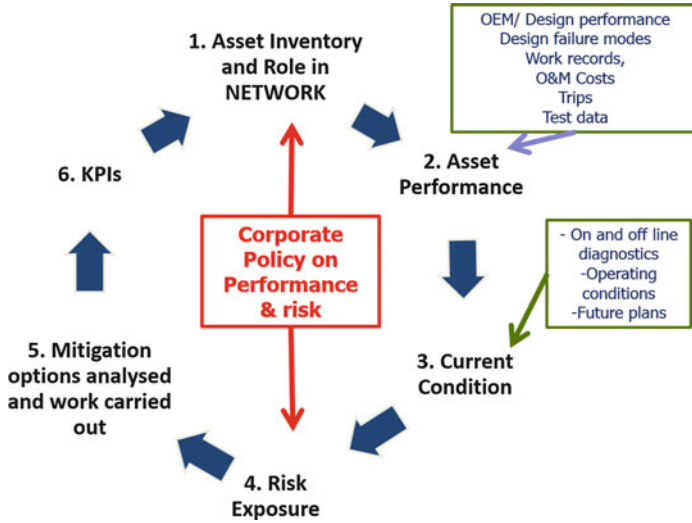 1. Asset Inventory
and Role in
NETWORK
OEM/ Design performance
Design failure modes
Work records,
O&M Costs
Trips
Test data
2. Asset
Performance
- On and off line
diagnostics
-Operating
conditions
-Future plans
3. Current
Condition
4. Risk
Exposure
5. Mitigation
options analysed
and work carried
out
6. KPIs
Corporate
Policy on
Performance
& risk